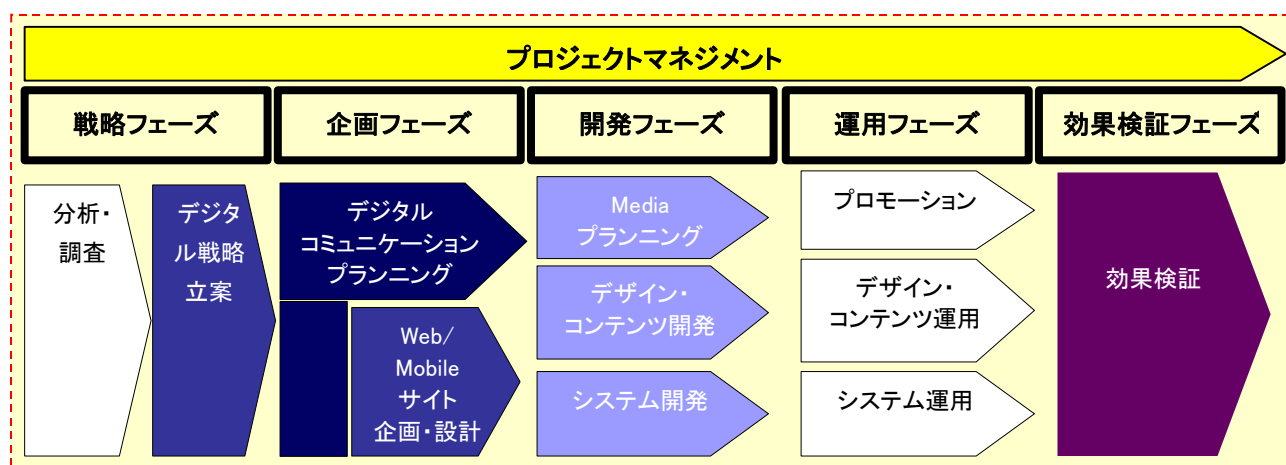 プロジェクトマネジメント
戦略フェーズ
企画フェーズ
開発フェーズ
運用フェーズ
効果検証フェーズ
分析・
調査
デジタ
ル戦略
立案
デジタル
コミュニケーション
プランニング
Web/
Mobile
サイト
企画・設計
Media
プランニング
デザイン・
コンテンツ開発
システム開発
プロモーション
デザイン・
コンテンツ運用
システム運用
効果検証